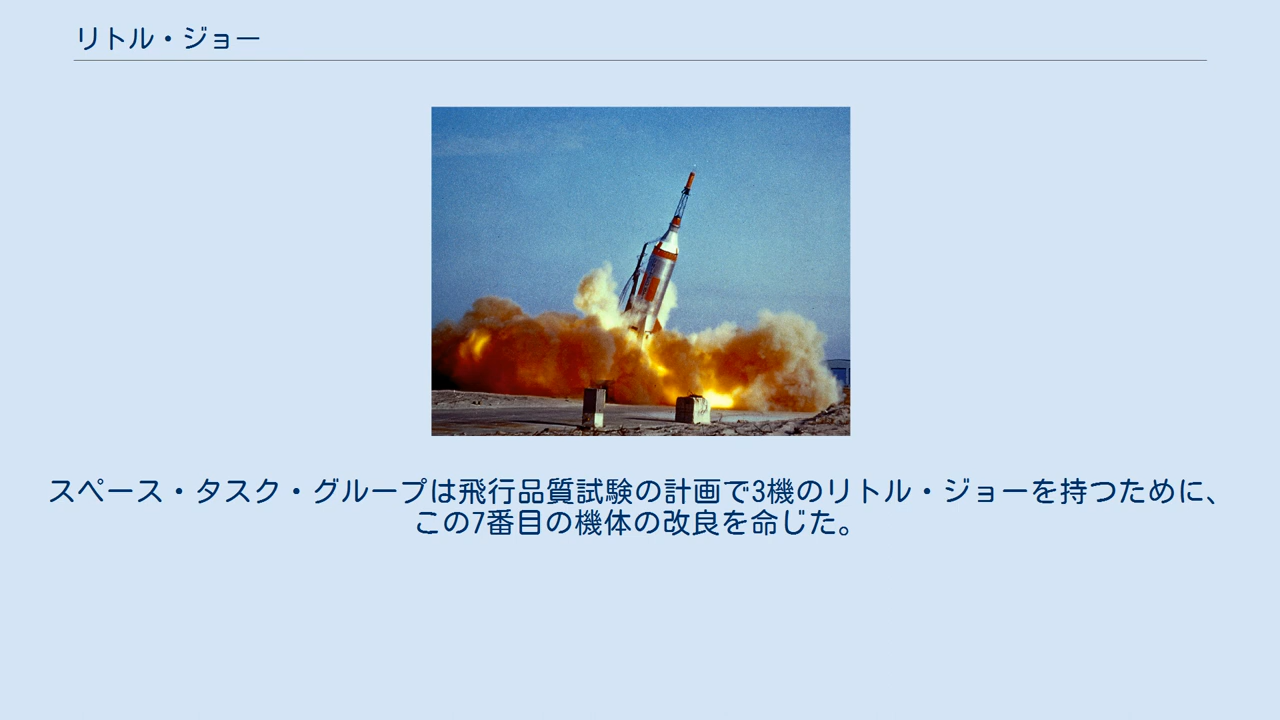 リトル・ジョー
スペース・タスク・グループは飛行品質試験の計画で3機のリトル・ジョーを持つために、
この7番目の機体の改良を命じた。